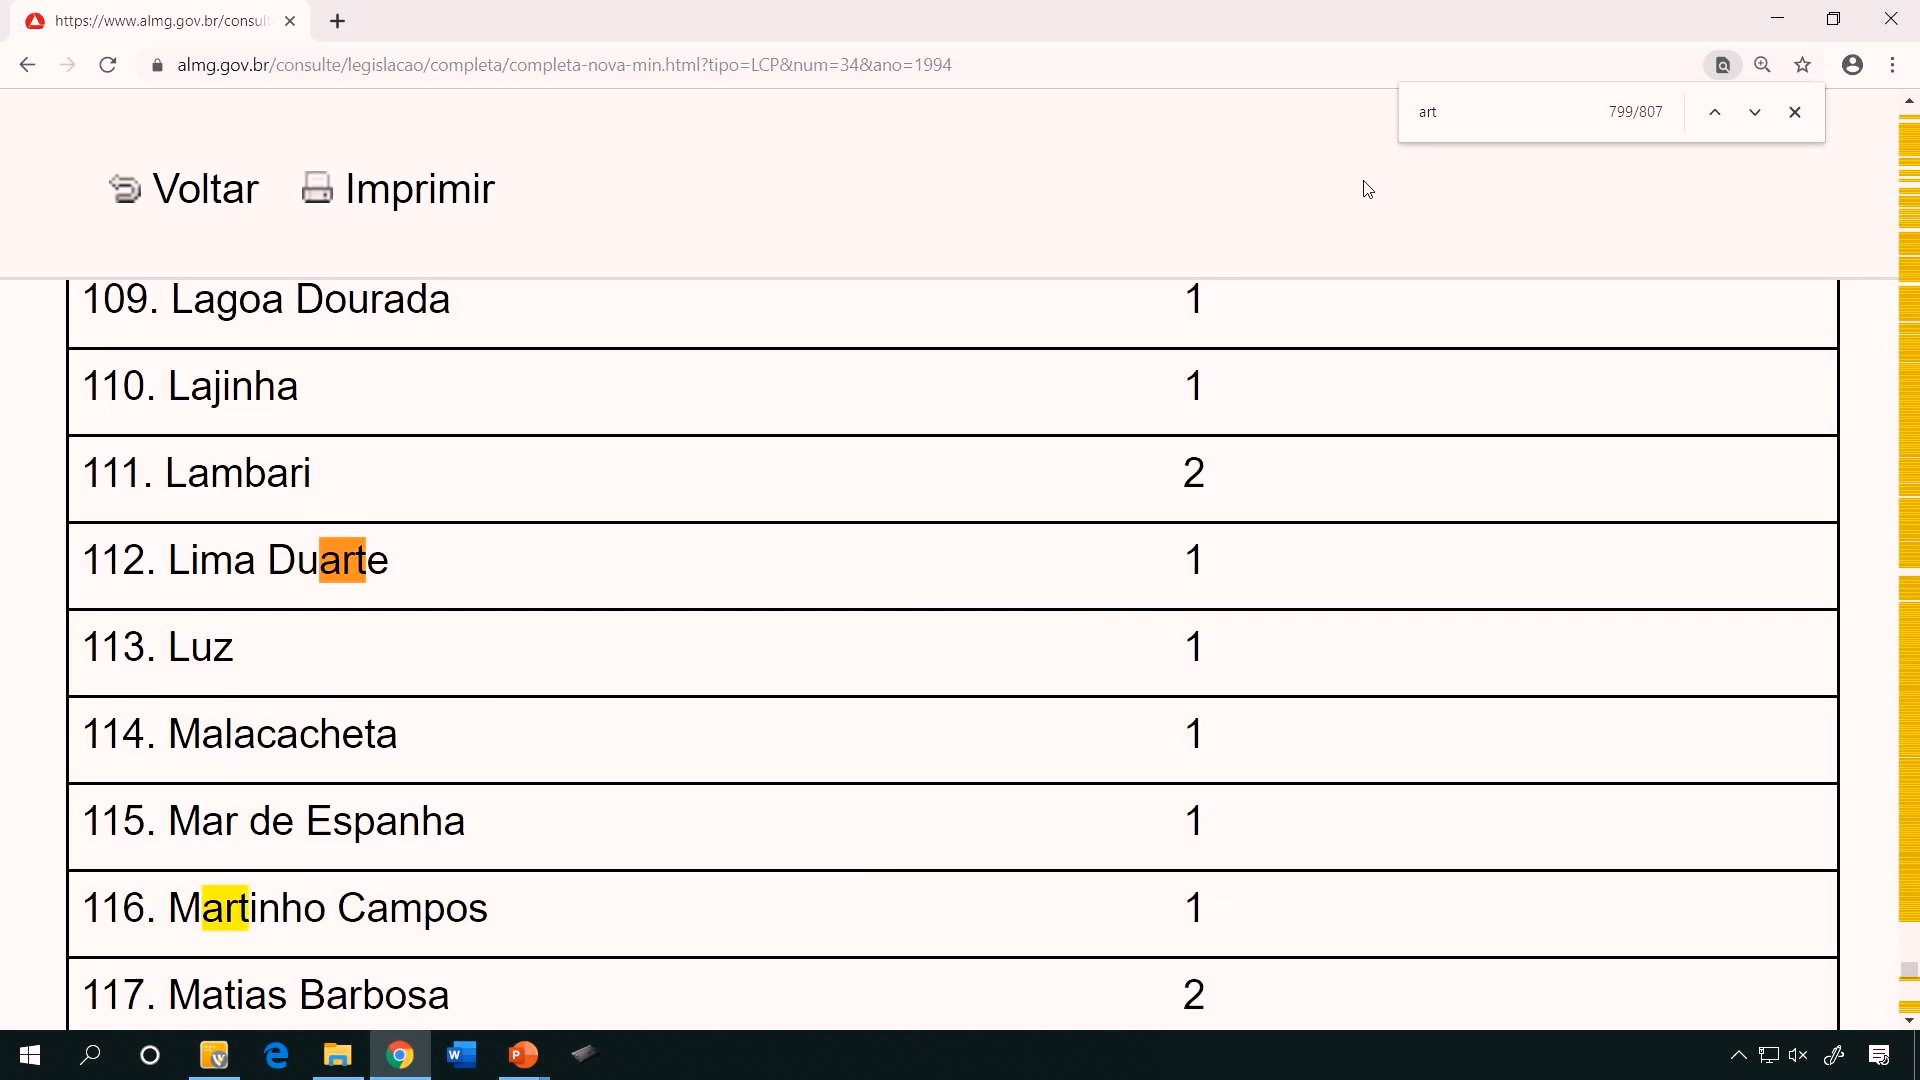 https://www.almg.gov.br/consult
almg.gov.br/consulte/legislacao/completa/completa-nova-min.html?tipo=LCP&num=34&ano=1994
art 799/807
Voltar Imprimir
109. Lagoa Dourada 1
110. Lajinha 1
111. Lambari 2
112. Lima Duarte 1
113. Luz 1
114. Malacacheta 1
115. Mar de Espanha 1
116. Martinho Campos 1
117. Matias Barbosa 2